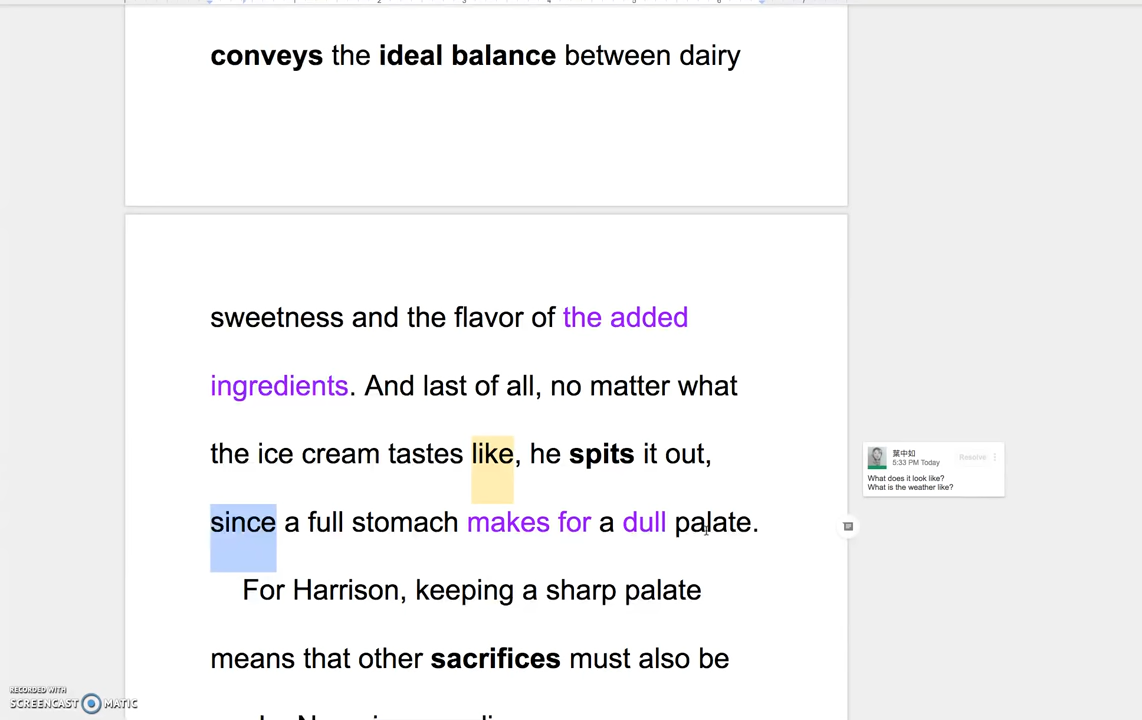 conveys the ideal balance between dairy
sweetness and the flavor of the added
ingredients. And last of all, no matter what
the ice cream tastes like, he spits it out,
since a full stomach makes for a dull palate.
For Harrison, keeping a sharp palate
means that other sacrifices must also be
葉中如
5:33 PM Today
Resolve
What does it look like?
What is the weather like?
RECORDED WITH
SCREENCAST MATIC